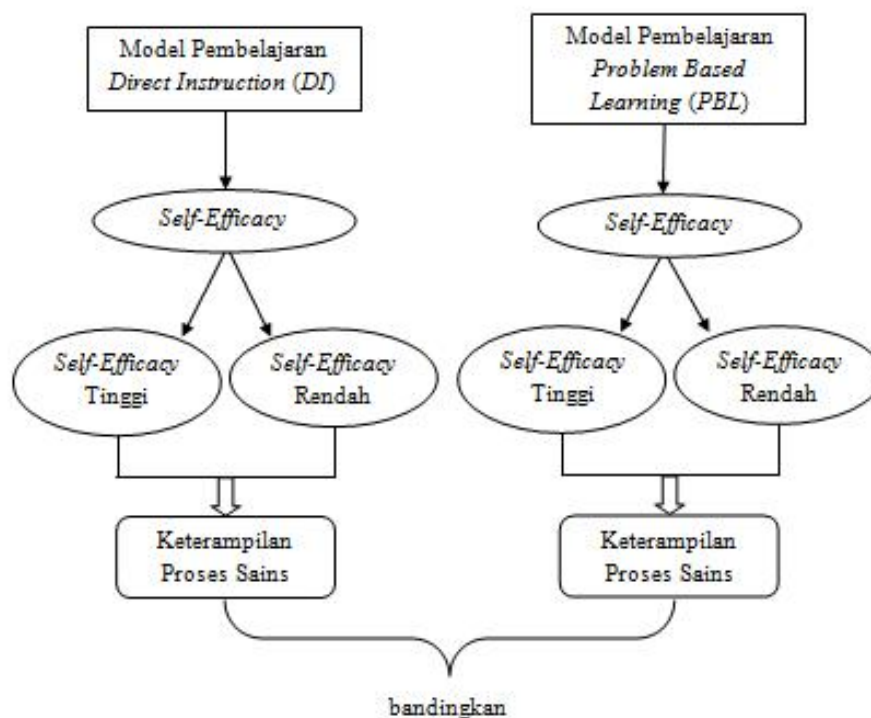 Model Pembelajaran
Direct Instruction (DI)
Model Pembelajaran
Problem Based
Learning (PBL)
Self-Efficacy
Self-Efficacy
Self-Efficacy
Tinggi
Self-Efficacy
Rendah
Self-Efficacy
Tinggi
Self-Efficacy
Rendah
Keterampilan
Proses Sains
Keterampilan
Proses Sains
bandingkan